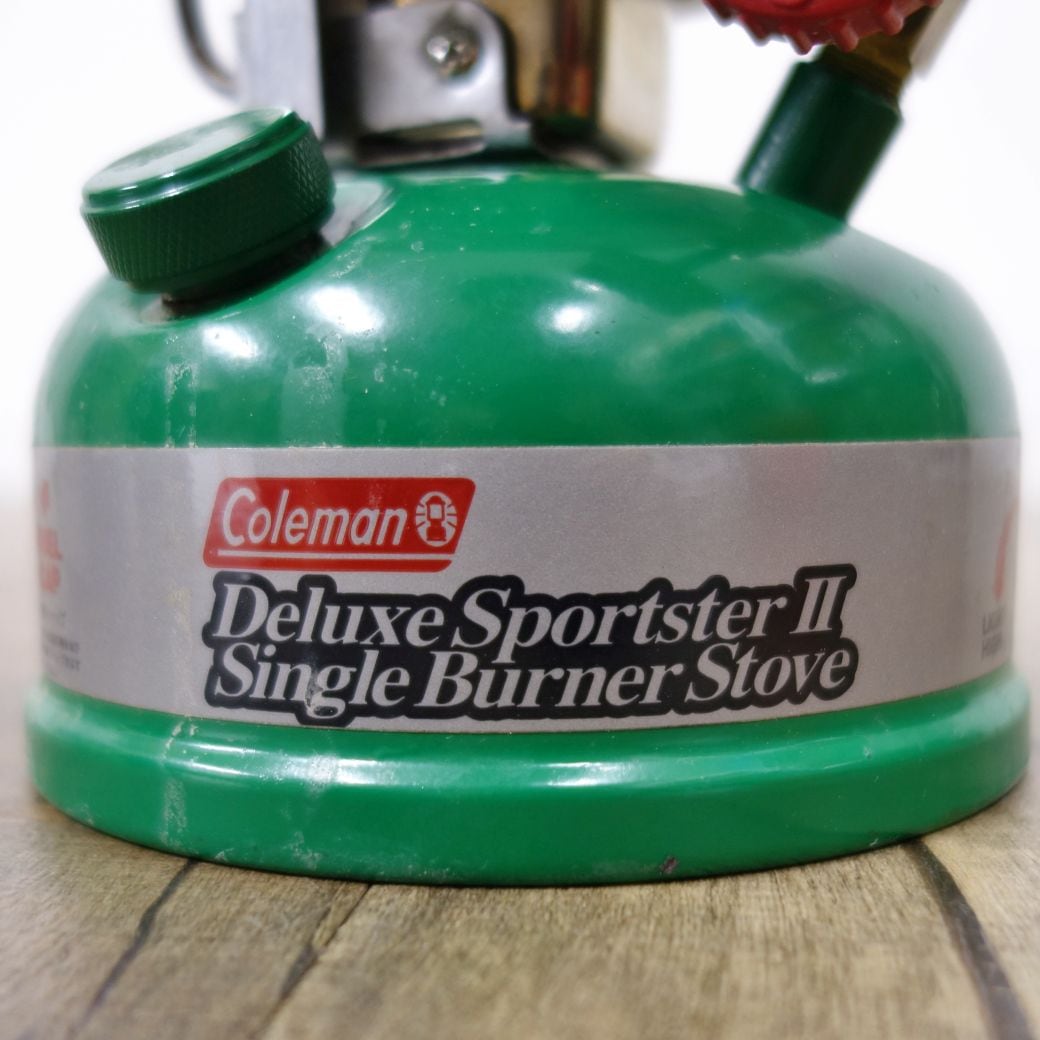 Coleman
Deluxe Sportster II
Single Burner Stove